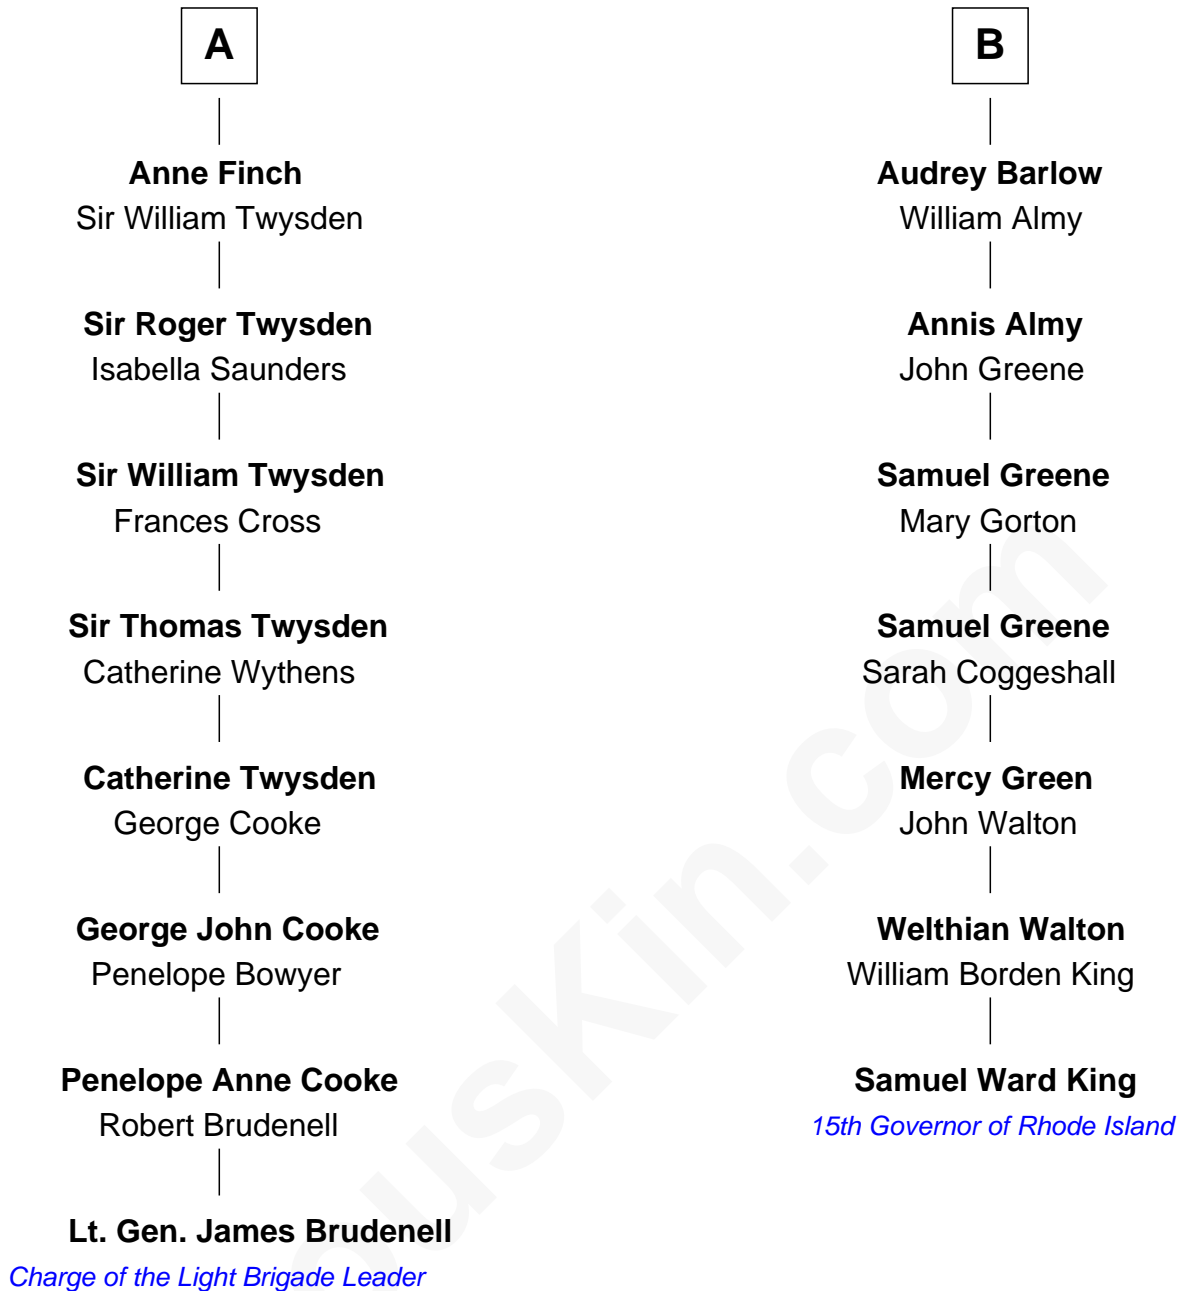 A
Anne Finch
Sir William Twysden
Sir Roger Twysden
Isabella Saunders
Sir William Twysden
Frances Cross
Sir Thomas Twysden
Catherine Wythens
Catherine Twysden
George Cooke
George John Cooke
Penelope Bowyer
Penelope Anne Cooke
Robert Brudenell
Lt. Gen. James Brudenell
Charge of the Light Brigade Leader
B
Audrey Barlow
William Almy
Annis Almy
John Greene
Samuel Greene
Mary Gorton
Samuel Greene
Sarah Coggeshall
Mercy Green
John Walton
Welthian Walton
William Borden King
Samuel Ward King
15th Governor of Rhode Island
ousKin.com